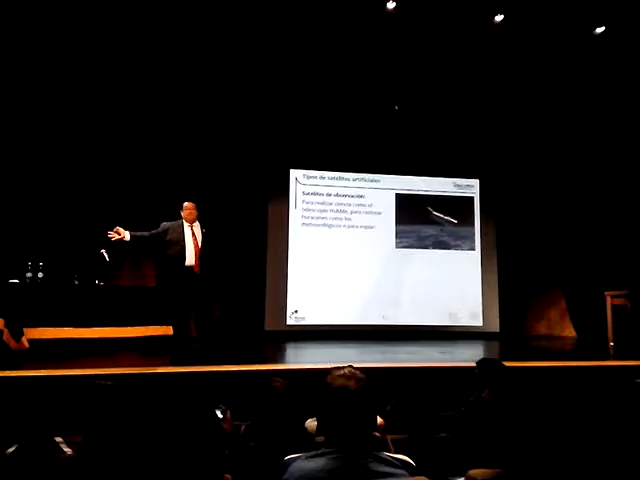 Tipos de satélites artificiales
Satélites de observación:
Para realizar ciencia como el
telescopio Hubble, para rastrear
huracanes como los
meteorológicos o para espiar.